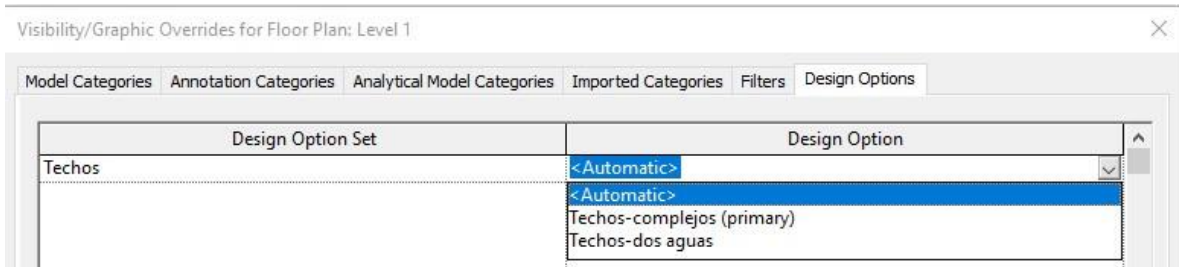 Visibility/Graphic Overrides for Floor Plan: Level 1
Model Categories Annotation Categories Analytical Model Categories Imported Categories Filters Design Options
Design Option Set Design Option
Techos <Automatic>
<Automatic>
Techos-complejos (primary)
Techos-dos aguas